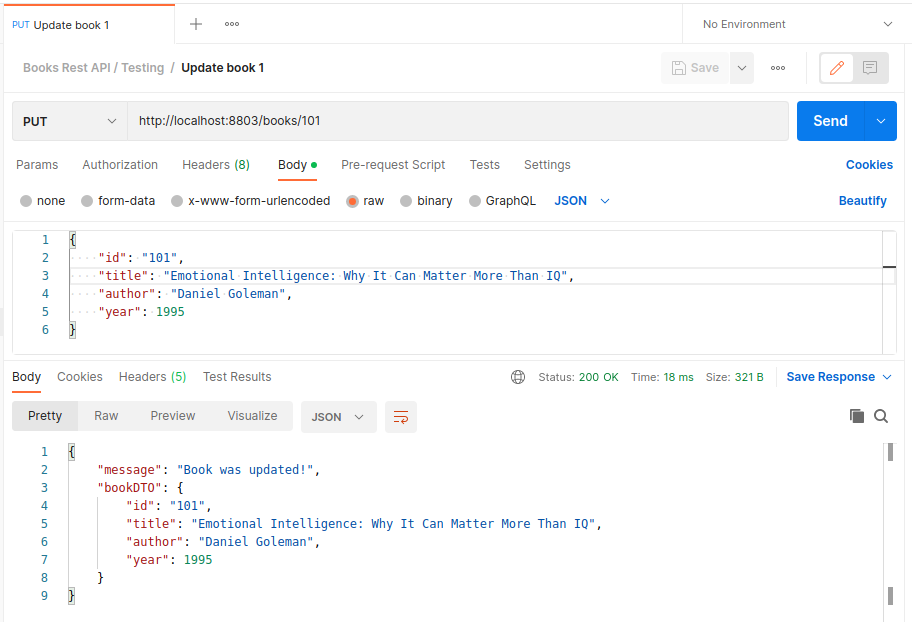 PUT Update book 1
No Environment
Books Rest API / Testing / Update book 1
Save
PUT http://localhost:8803/books/101 Send
Params Authorization Headers (8) Body Pre-request Script Tests Settings Cookies
none form-data x-www-form-urlencoded raw binary GraphQL JSON Beautify
1 {
2 "id": "101",
3 "title": "Emotional Intelligence: Why It Can Matter More Than IQ",
4 "author": "Daniel Goleman",
5 "year": 1995
6 }
Body Cookies Headers (5) Test Results Status: 200 OK Time: 18 ms Size: 321 B Save Response
Pretty Raw Preview Visualize JSON
1 {
2 "message": "Book was updated!",
3 "bookDTO": {
4 "id": "101",
5 "title": "Emotional Intelligence: Why It Can Matter More Than IQ",
6 "author": "Daniel Goleman",
7 "year": 1995
8 }
9 }